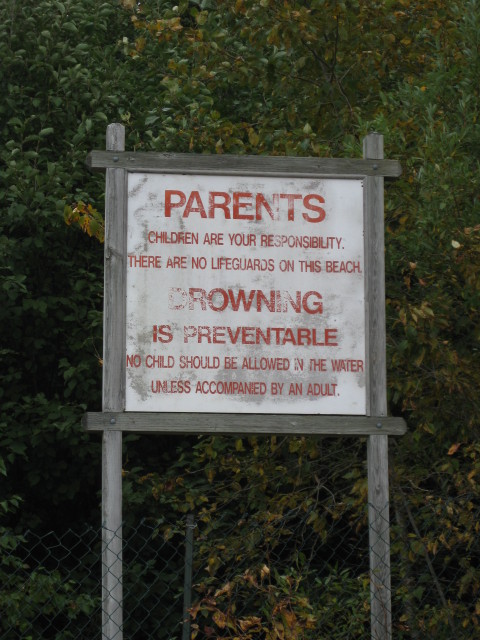 PARENTS
CHILDREN ARE YOUR RESPONSIBILITY.
THERE ARE NO LIFEGUARDS ON THIS BEACH.
DROWNING
IS PREVENTABLE
NO CHILD SHOULD BE ALLOWED IN THE WATER
UNLESS ACCOMPANIED BY AN ADULT.